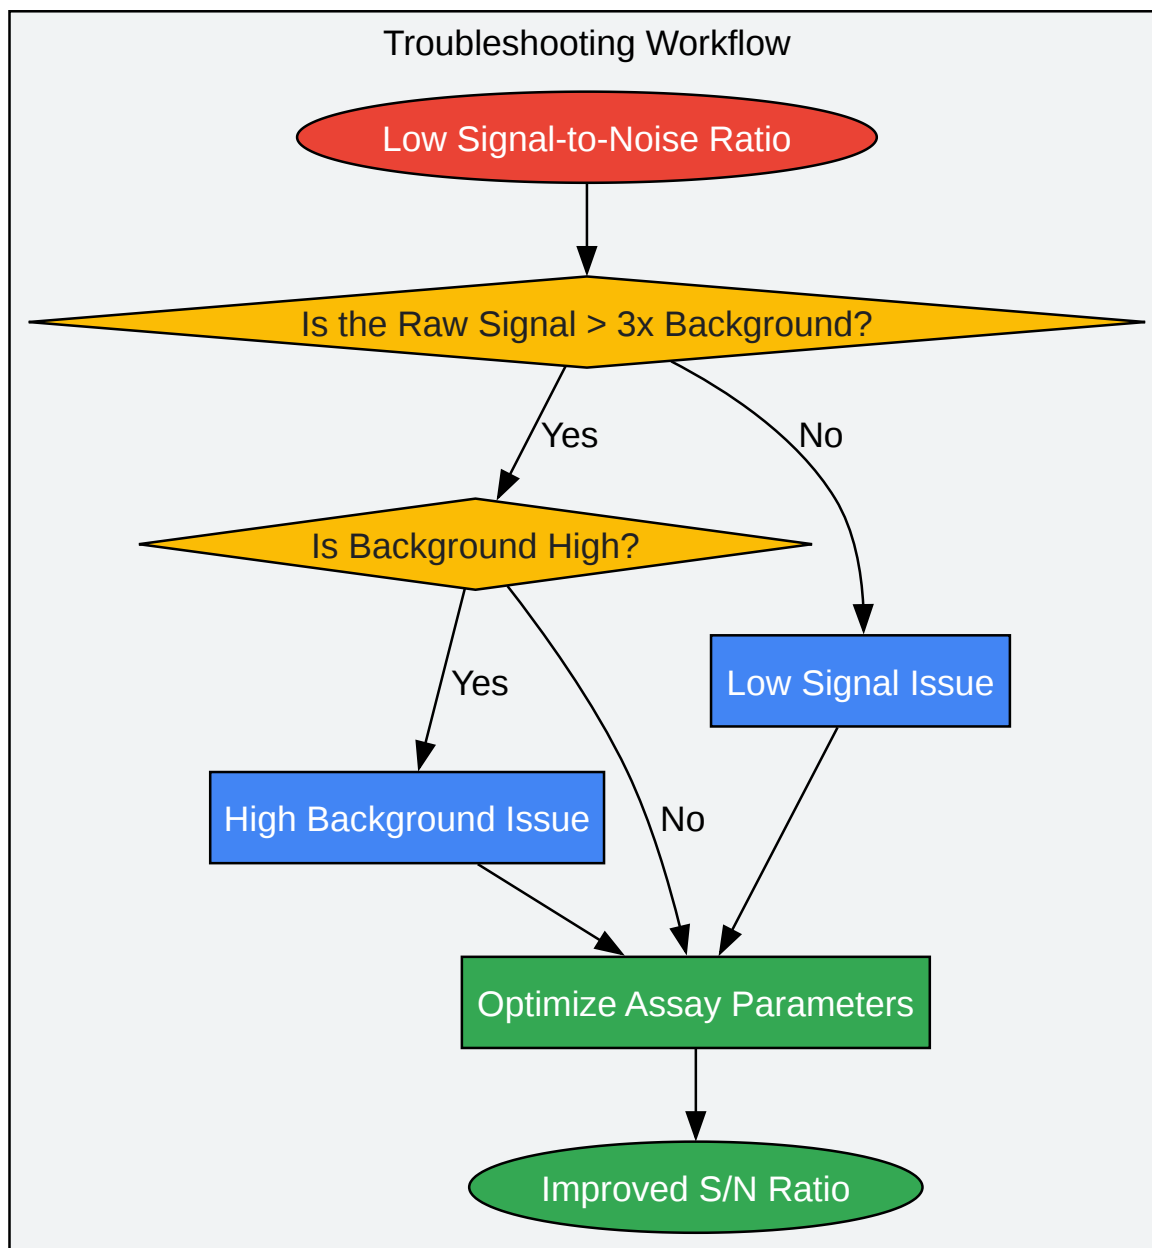 Troubleshooting Workflow
Low Signal-to-Noise Ratio
Is the Raw Signal > 3x Background?
Yes
No
Is Background High?
Yes
Low Signal Issue
High Background Issue
No
Optimize Assay Parameters
Improved S/N Ratio